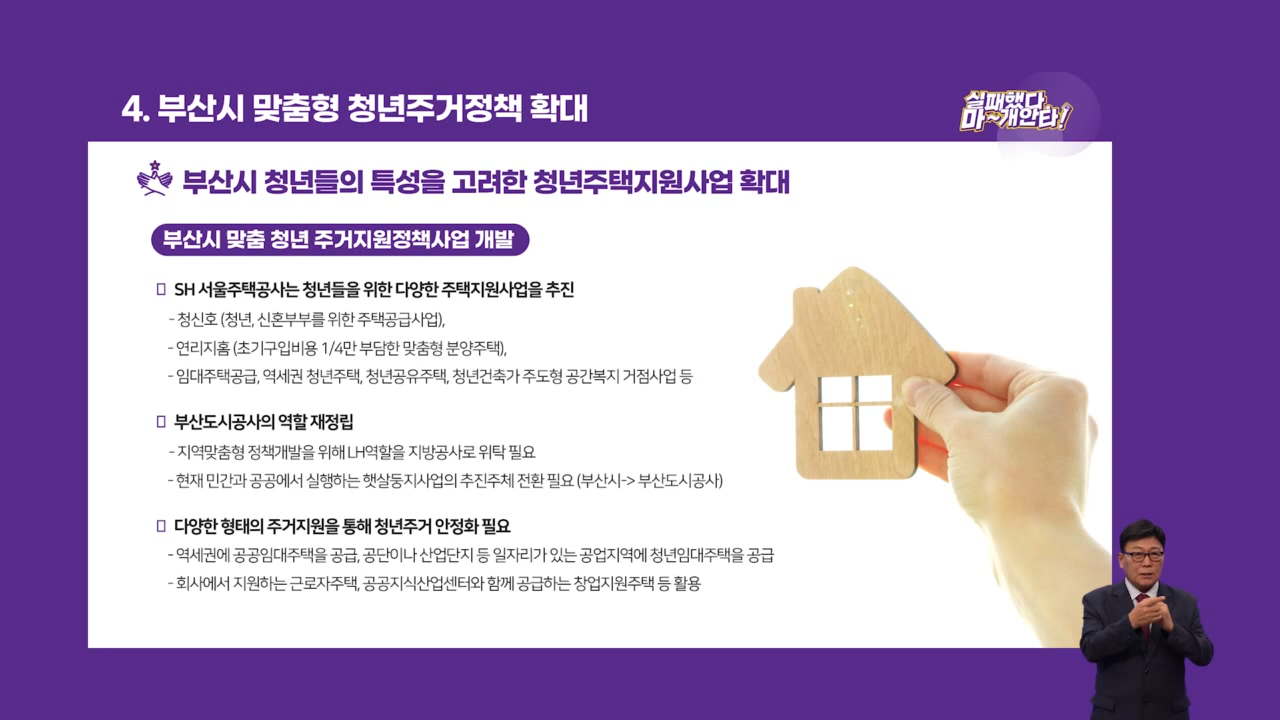 4. 부산시 맞춤형 청년주거정책 확대
실패했다
마~개안타!
부산시 청년들의 특성을 고려한 청년주택지원사업 확대
부산시 맞춤 청년 주거지원정책사업 개발
SH 서울주택공사는 청년들을 위한 다양한 주택지원사업을 추진
- 청신호 (청년, 신혼부부를 위한 주택공급사업),
- 연리지홈 (초기구입비용 1/4만 부담한 맞춤형 분양주택),
- 임대주택공급, 역세권 청년주택, 청년공유주택, 청년건축가 주도형 공간복지 거점사업 등
부산도시공사의 역할 재정립
- 지역맞춤형 정책개발을 위해 LH역할을 지방공사로 위탁 필요
- 현재 민간과 공공에서 실행하는 햇살둥지사업의 추진주체 전환 필요 (부산시-> 부산도시공사)
다양한 형태의 주거지원을 통해 청년주거 안정화 필요
- 역세권에 공공임대주택을 공급, 공단이나 산업단지 등 일자리가 있는 공업지역에 청년임대주택을 공급
- 회사에서 지원하는 근로자주택, 공공지식산업센터와 함께 공급하는 창업지원주택 등 활용